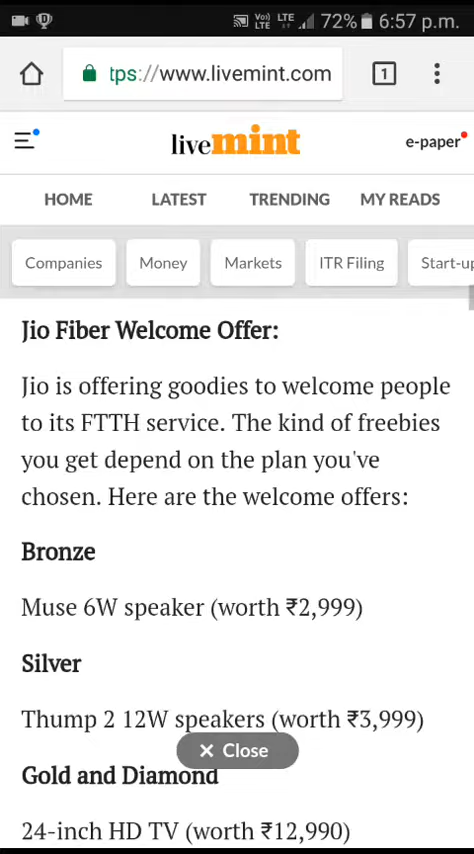 Vo)) LTE LTE 72% 6:57 p.m.
tps://www.livemint.com 1
livemint
e-paper
HOME LATEST TRENDING MY READS
Companies Money Markets ITR Filing Start-up
Jio Fiber Welcome Offer:
Jio is offering goodies to welcome people
to its FTTH service. The kind of freebies
you get depend on the plan you've
chosen. Here are the welcome offers:
Bronze
Muse 6W speaker (worth ₹2,999)
Silver
Thump 2 12W speakers (worth ₹3,999)
× Close
Gold and Diamond
24-inch HD TV (worth ₹12,990)